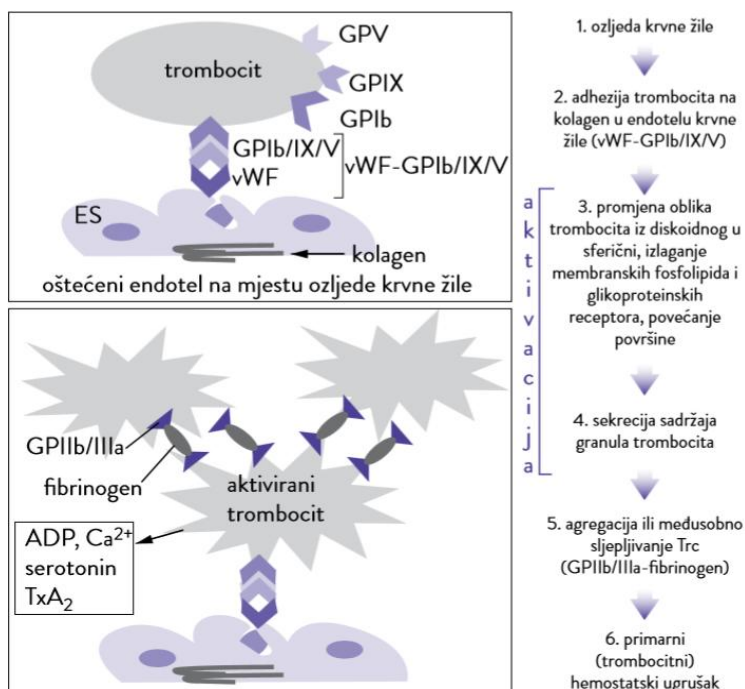 GPV
trombocit
GPIX
GPIb
GPIb/IX/V
vWF
vWF-GPIb/IX/V
ES
kolagen
oštećeni endotel na mjestu ozljede krvne žile
GPIIb/IIIa
fibrinogen
aktivirani
trombocit
ADP, Ca²⁺
serotonin
TxA₂
1. ozljeda krvne žile
2. adhezija trombocita na
kolagen u endotelu krvne
žile (vWF-GPIb/IX/V)
aktivacija
3. promjena oblika
trombocita iz diskoidnog u
sferični, izlaganje
membranskih fosfolipida i
glikoproteinskih
receptora, povećanje
površine
4. sekrecija sadržaja
granula trombocita
5. agregacija ili međusobno
sljepljivanje Trc
(GPIIb/IIIa-fibrinogen)
6. primarni
(trombocitni)
hemostatski ugrušak